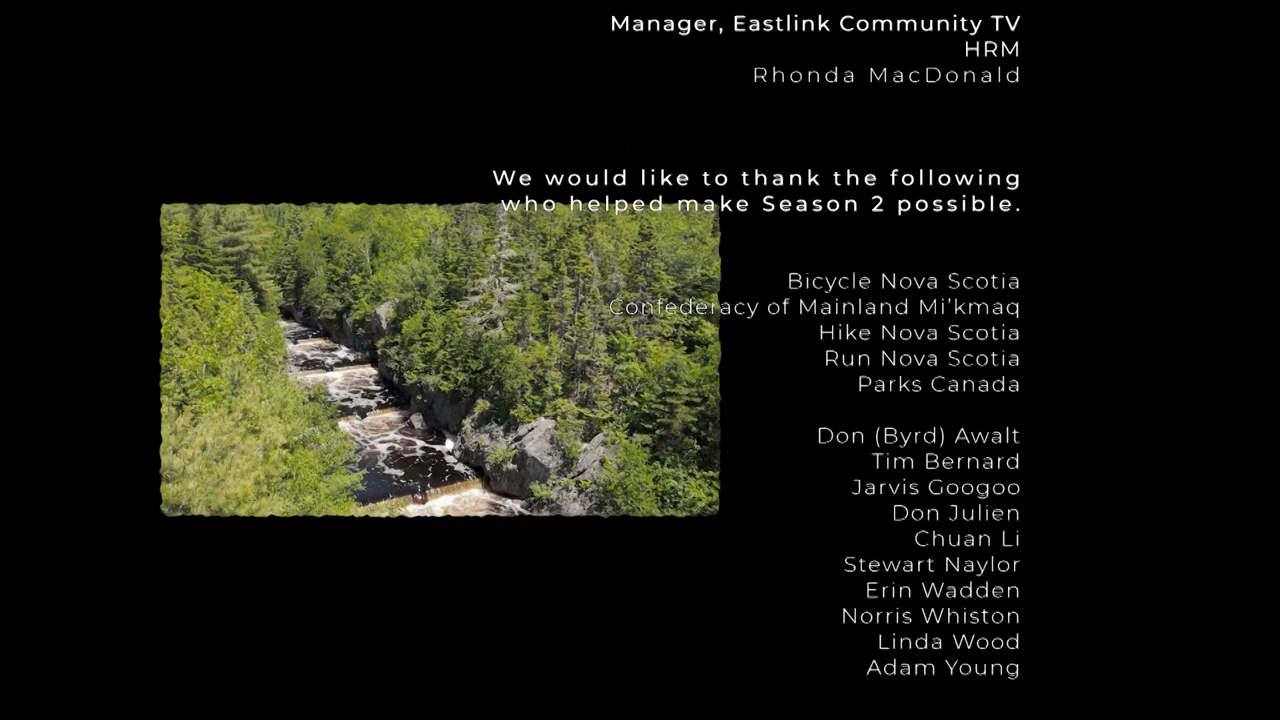 Manager, Eastlink Community TV
HRM
Rhonda MacDonald
We would like to thank the following
who helped make Season 2 possible.
Bicycle Nova Scotia
Confederacy of Mainland Mi’kmaq
Hike Nova Scotia
Run Nova Scotia
Parks Canada
Don (Byrd) Awalt
Tim Bernard
Jarvis Googoo
Don Julien
Chuan Li
Stewart Naylor
Erin Wadden
Norris Whiston
Linda Wood
Adam Young